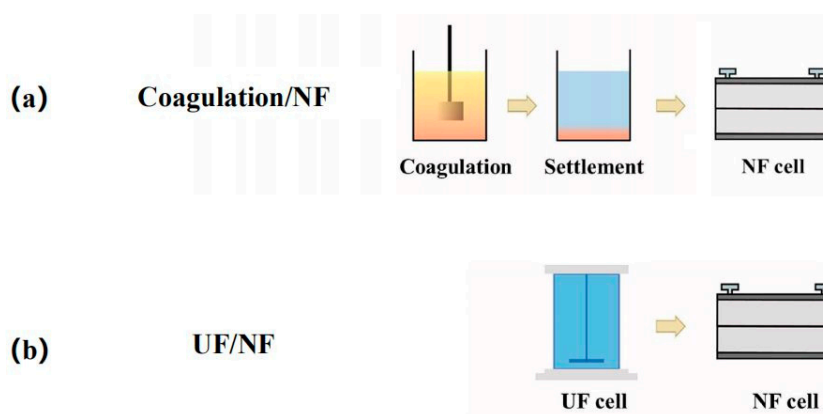 (a) Coagulation/NF
Coagulation Settlement NF cell
(b) UF/NF
UF cell NF cell